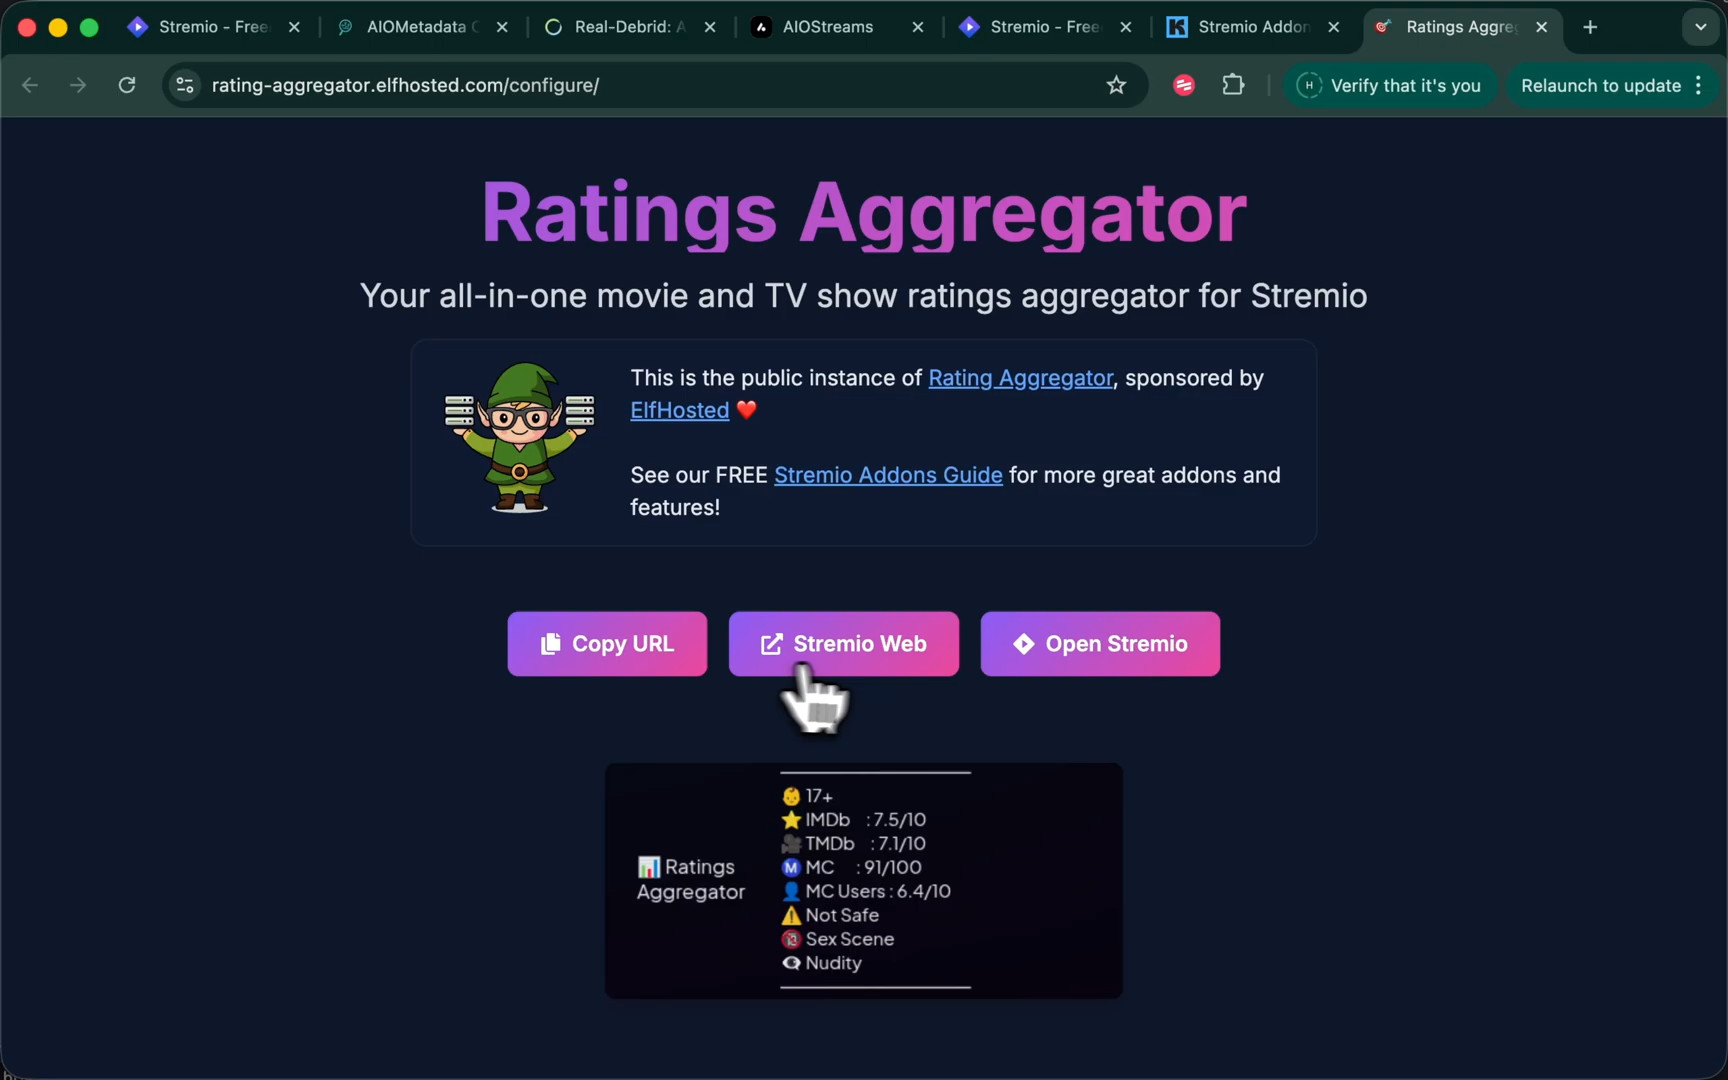 Stremio - Free
AIOMetadata C
Real-Debrid: A
AIOStreams
Stremio - Free
Stremio Addon
Ratings Aggreg
rating-aggregator.elfhosted.com/configure/
H
Verify that it's you
Relaunch to update
Ratings Aggregator
Your all-in-one movie and TV show ratings aggregator for Stremio
This is the public instance of Rating Aggregator, sponsored by
ElfHosted ❤️
See our FREE Stremio Addons Guide for more great addons and
features!
Copy URL
Stremio Web
Open Stremio
📊 Ratings
Aggregator
👶 17+
⭐ IMDb : 7.5/10
🎥 TMDb : 7.1/10
Ⓜ️ MC : 91/100
👤 MC Users : 6.4/10
⚠️ Not Safe
🔞 Sex Scene
👁️‍🗨️ Nudity